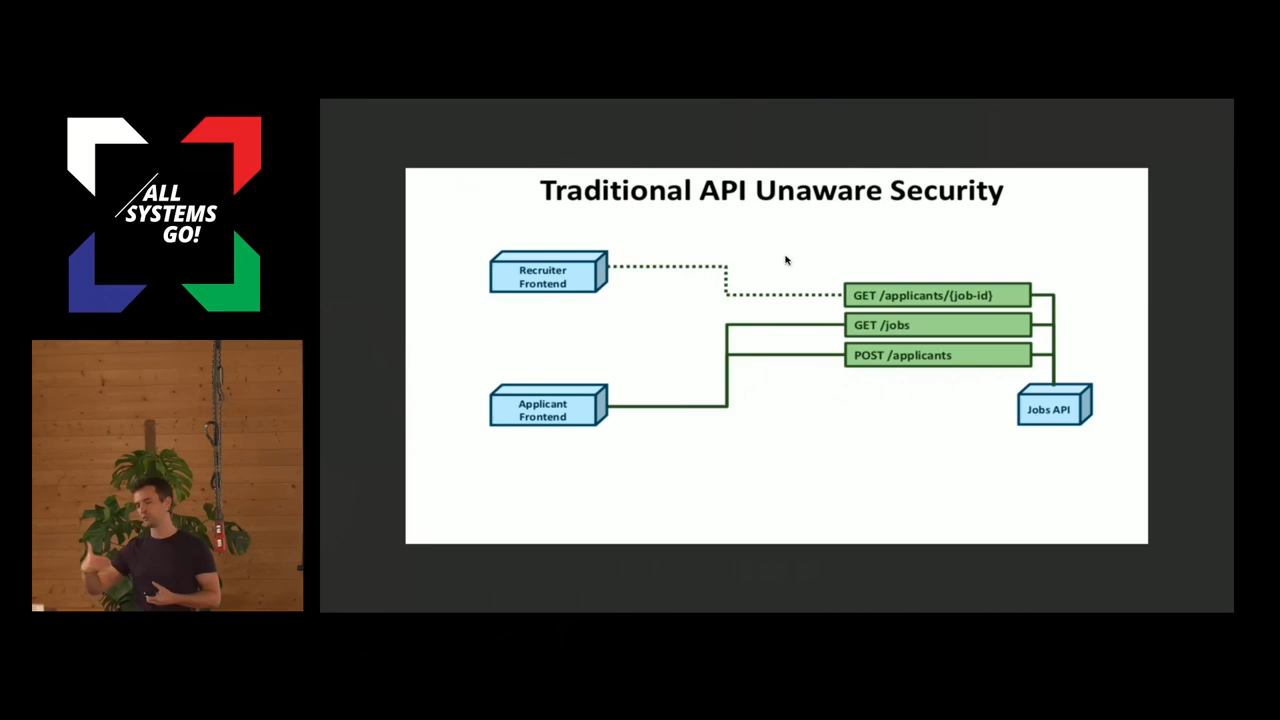 ALL
SYSTEMS
GO!
Traditional API Unaware Security
Recruiter
Frontend
GET /applicants/{job-id}
GET /jobs
POST /applicants
Applicant
Frontend
Jobs API